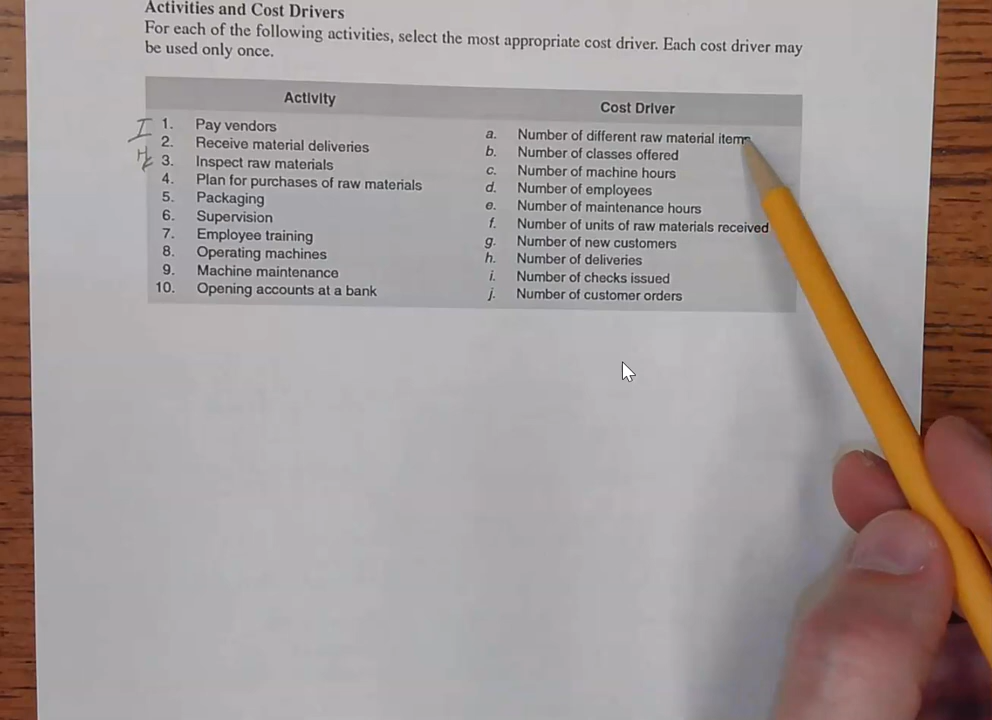 Activities and Cost Drivers
For each of the following activities, select the most appropriate cost driver. Each cost driver may
be used only once.
Activity
Cost Driver
I 1. Pay vendors
H 2. Receive material deliveries
3. Inspect raw materials
4. Plan for purchases of raw materials
5. Packaging
6. Supervision
7. Employee training
8. Operating machines
9. Machine maintenance
10. Opening accounts at a bank
a. Number of different raw material items
b. Number of classes offered
c. Number of machine hours
d. Number of employees
e. Number of maintenance hours
f. Number of units of raw materials received
g. Number of new customers
h. Number of deliveries
i. Number of checks issued
j. Number of customer orders